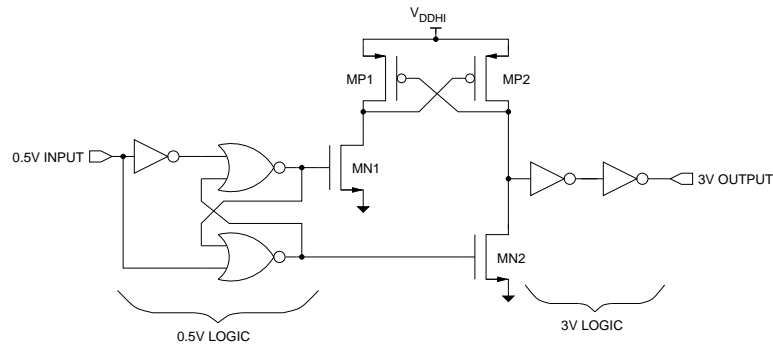 VDDHI
MP1
MP2
0.5V INPUT
MN1
3V OUTPUT
MN2
0.5V LOGIC
3V LOGIC